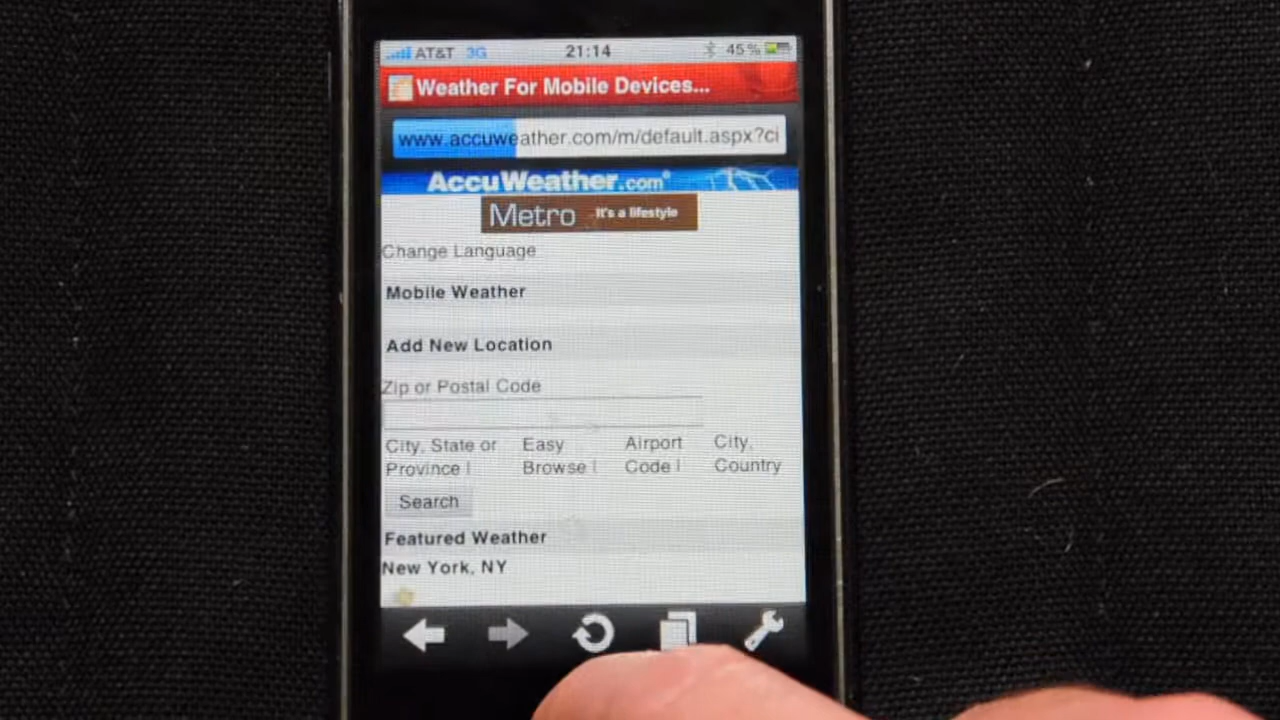 AT&T 3G 21:14 45%
Weather For Mobile Devices...
www.accuweather.com/m/default.aspx?ci
AccuWeather.com®
Metro It's a lifestyle
Change Language
Mobile Weather
Add New Location
Zip or Postal Code
City, State or Province | Easy Browse | Airport Code | City, Country
Search
Featured Weather
New York, NY